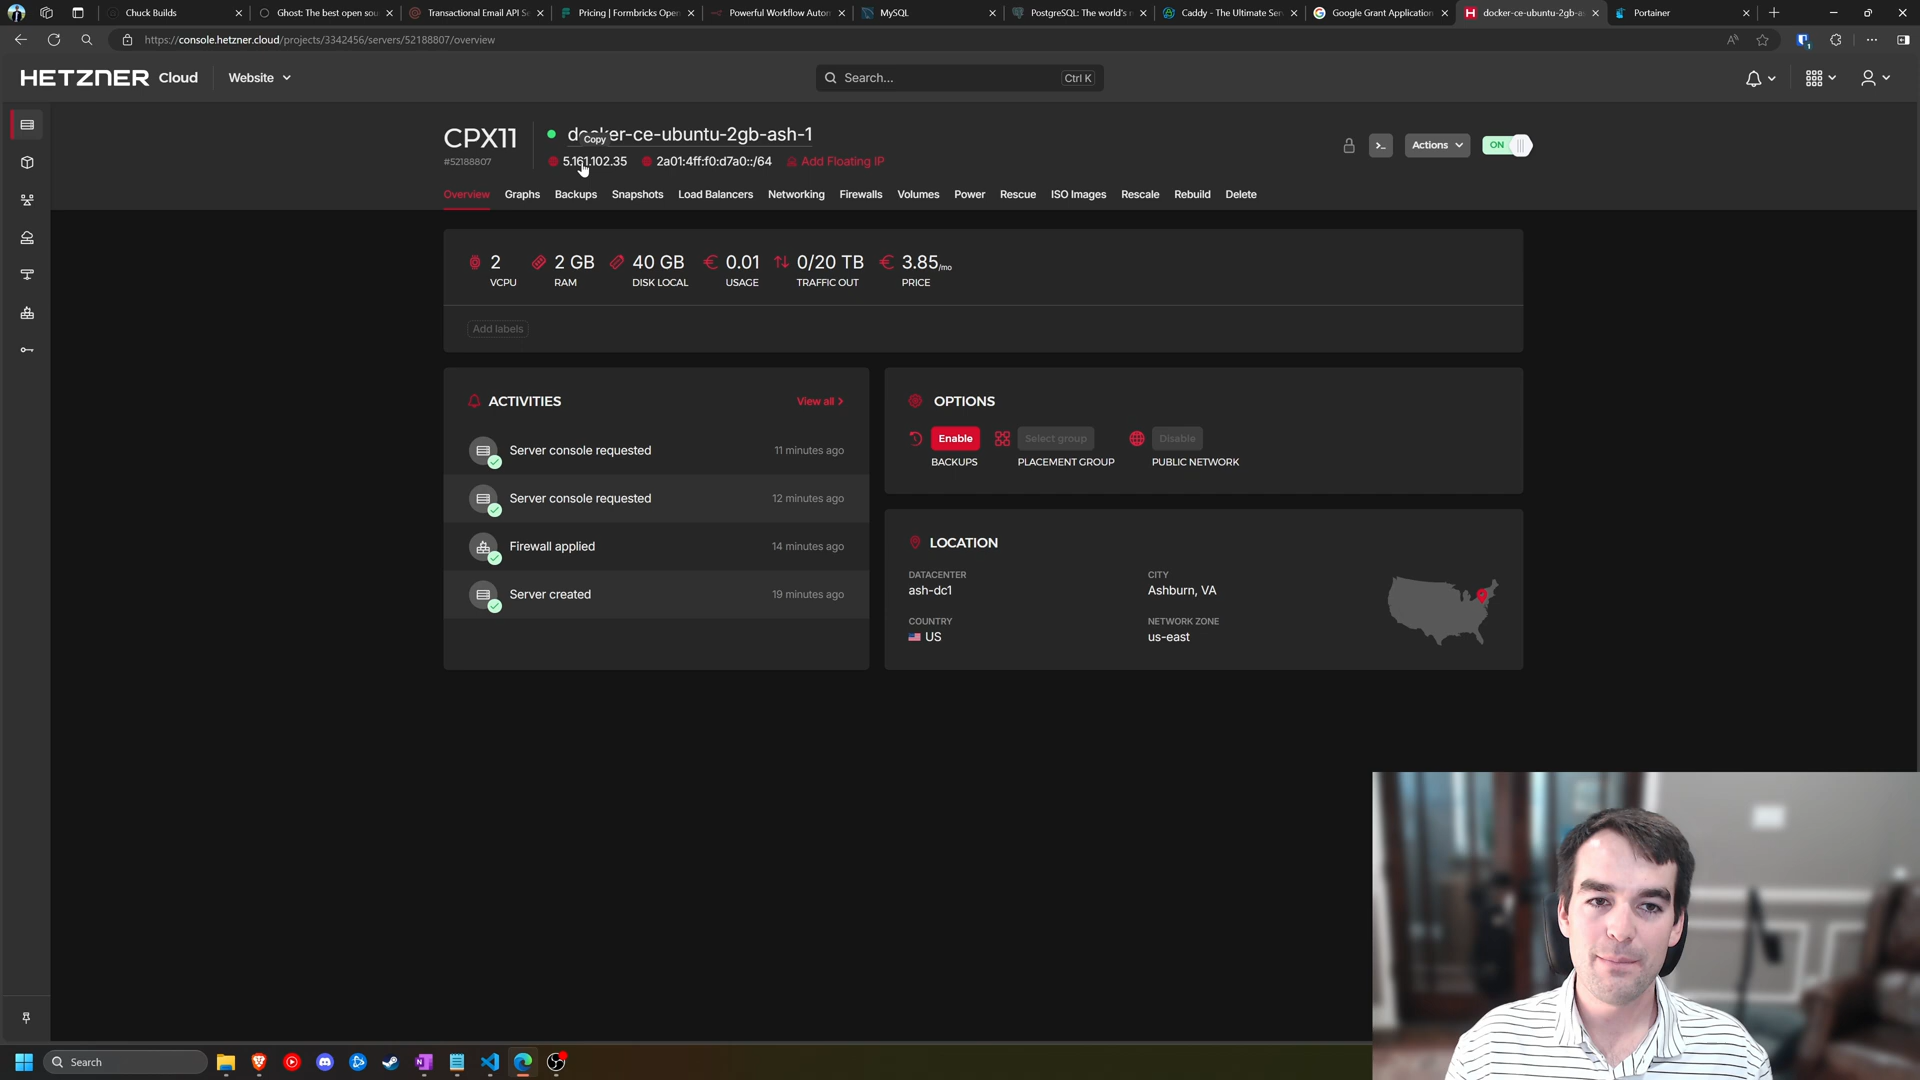 Chuck Builds
Ghost: The best open sou
Transactional Email API Se
Pricing | Formbricks Open
Powerful Workflow Autom
MySQL
PostgreSQL: The world's m
Caddy - The Ultimate Serv
Google Grant Application
docker-ce-ubuntu-2gb-as
Portainer
https://console.hetzner.cloud/projects/3342456/servers/52188807/overview
HETZNER Cloud
Website
Search...
Ctrl K
CPX11
#52188807
docker-ce-ubuntu-2gb-ash-1
Copy
5.161.102.35
2a01:4ff:f0:d7a0::/64
Add Floating IP
Actions
ON
Overview
Graphs
Backups
Snapshots
Load Balancers
Networking
Firewalls
Volumes
Power
Rescue
ISO Images
Rescale
Rebuild
Delete
2
VCPU
2 GB
RAM
40 GB
DISK LOCAL
€ 0.01
USAGE
0/20 TB
TRAFFIC OUT
€ 3.85/mo
PRICE
Add labels
ACTIVITIES
View all >
Server console requested
11 minutes ago
Server console requested
12 minutes ago
Firewall applied
14 minutes ago
Server created
19 minutes ago
OPTIONS
Enable
BACKUPS
Select group
PLACEMENT GROUP
Disable
PUBLIC NETWORK
LOCATION
DATACENTER
ash-dc1
CITY
Ashburn, VA
COUNTRY
US
NETWORK ZONE
us-east
Search